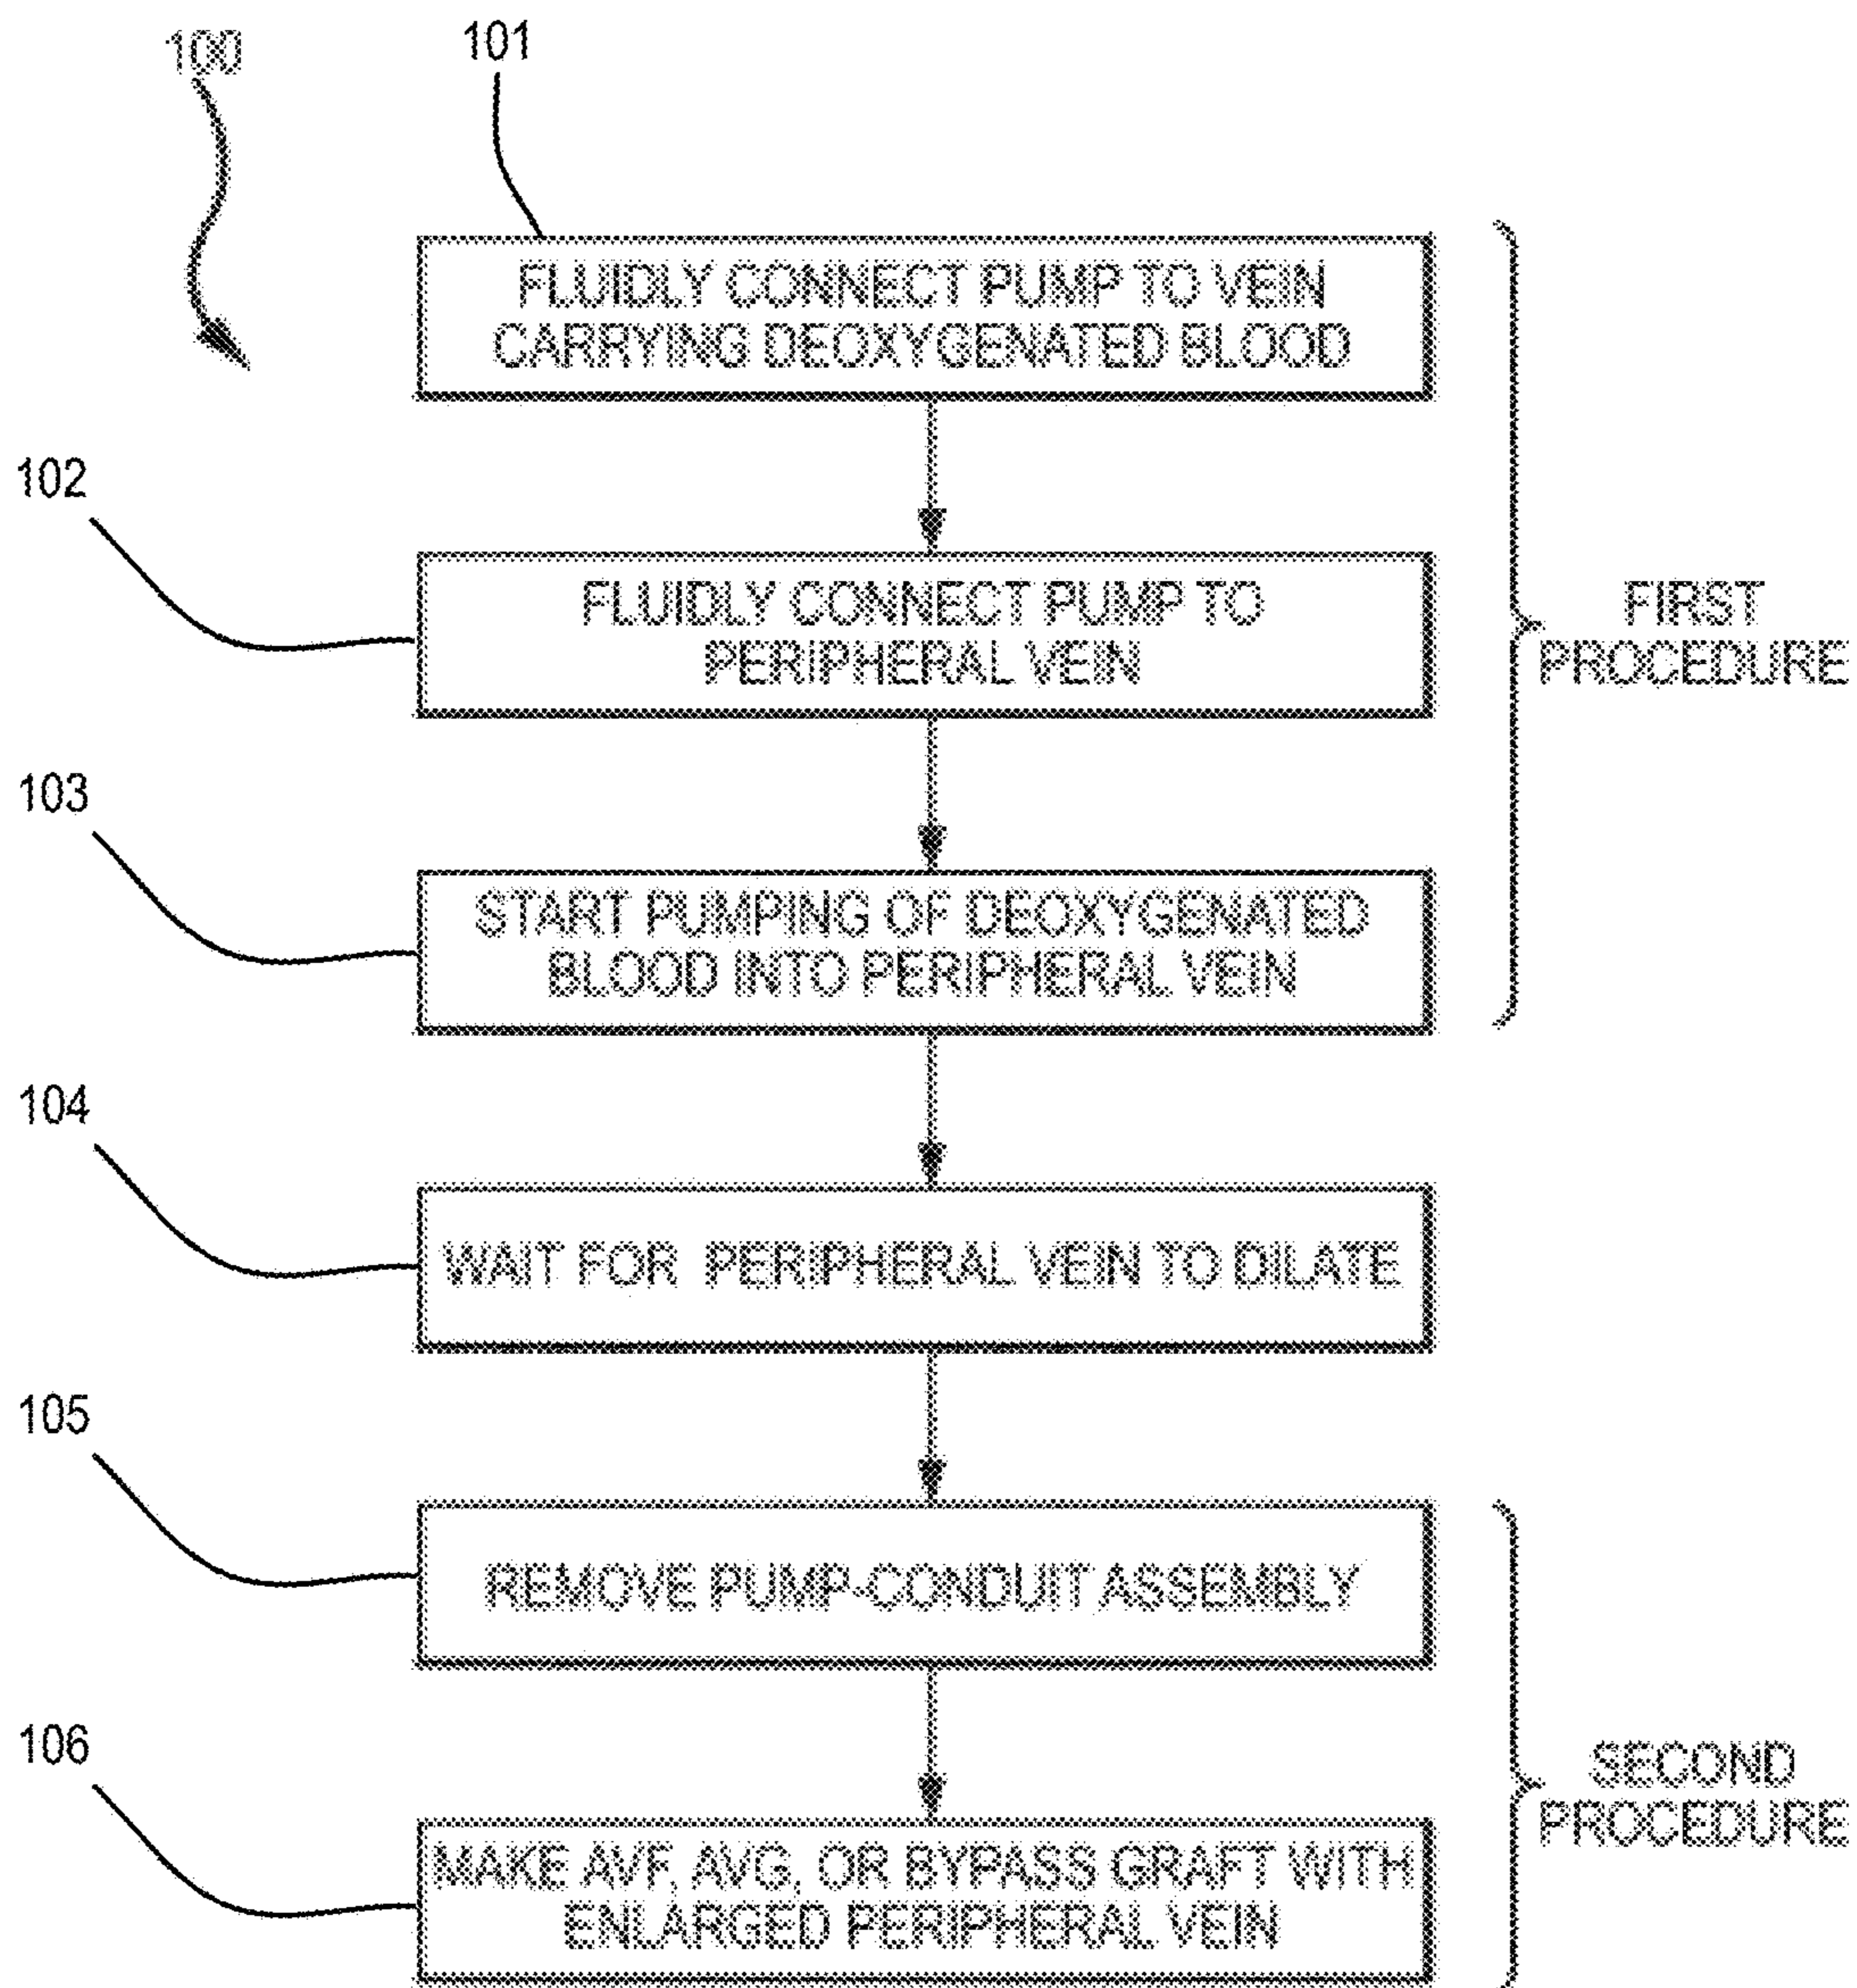 100
101
FLUIDLY CONNECT PUMP TO VEIN
CARRYING DEOXYGENATED BLOOD
102
FLUIDLY CONNECT PUMP TO
PERIPHERAL VEIN
FIRST
PROCEDURE
103
START PUMPING OF DEOXYGENATED
BLOOD INTO PERIPHERAL VEIN
104
WAIT FOR PERIPHERAL VEIN TO DILATE
105
REMOVE PUMP-CONDUIT ASSEMBLY
106
SECOND
PROCEDURE
MAKE AVF, AVG, OR BYPASS GRAFT WITH
ENLARGED PERIPHERAL VEIN